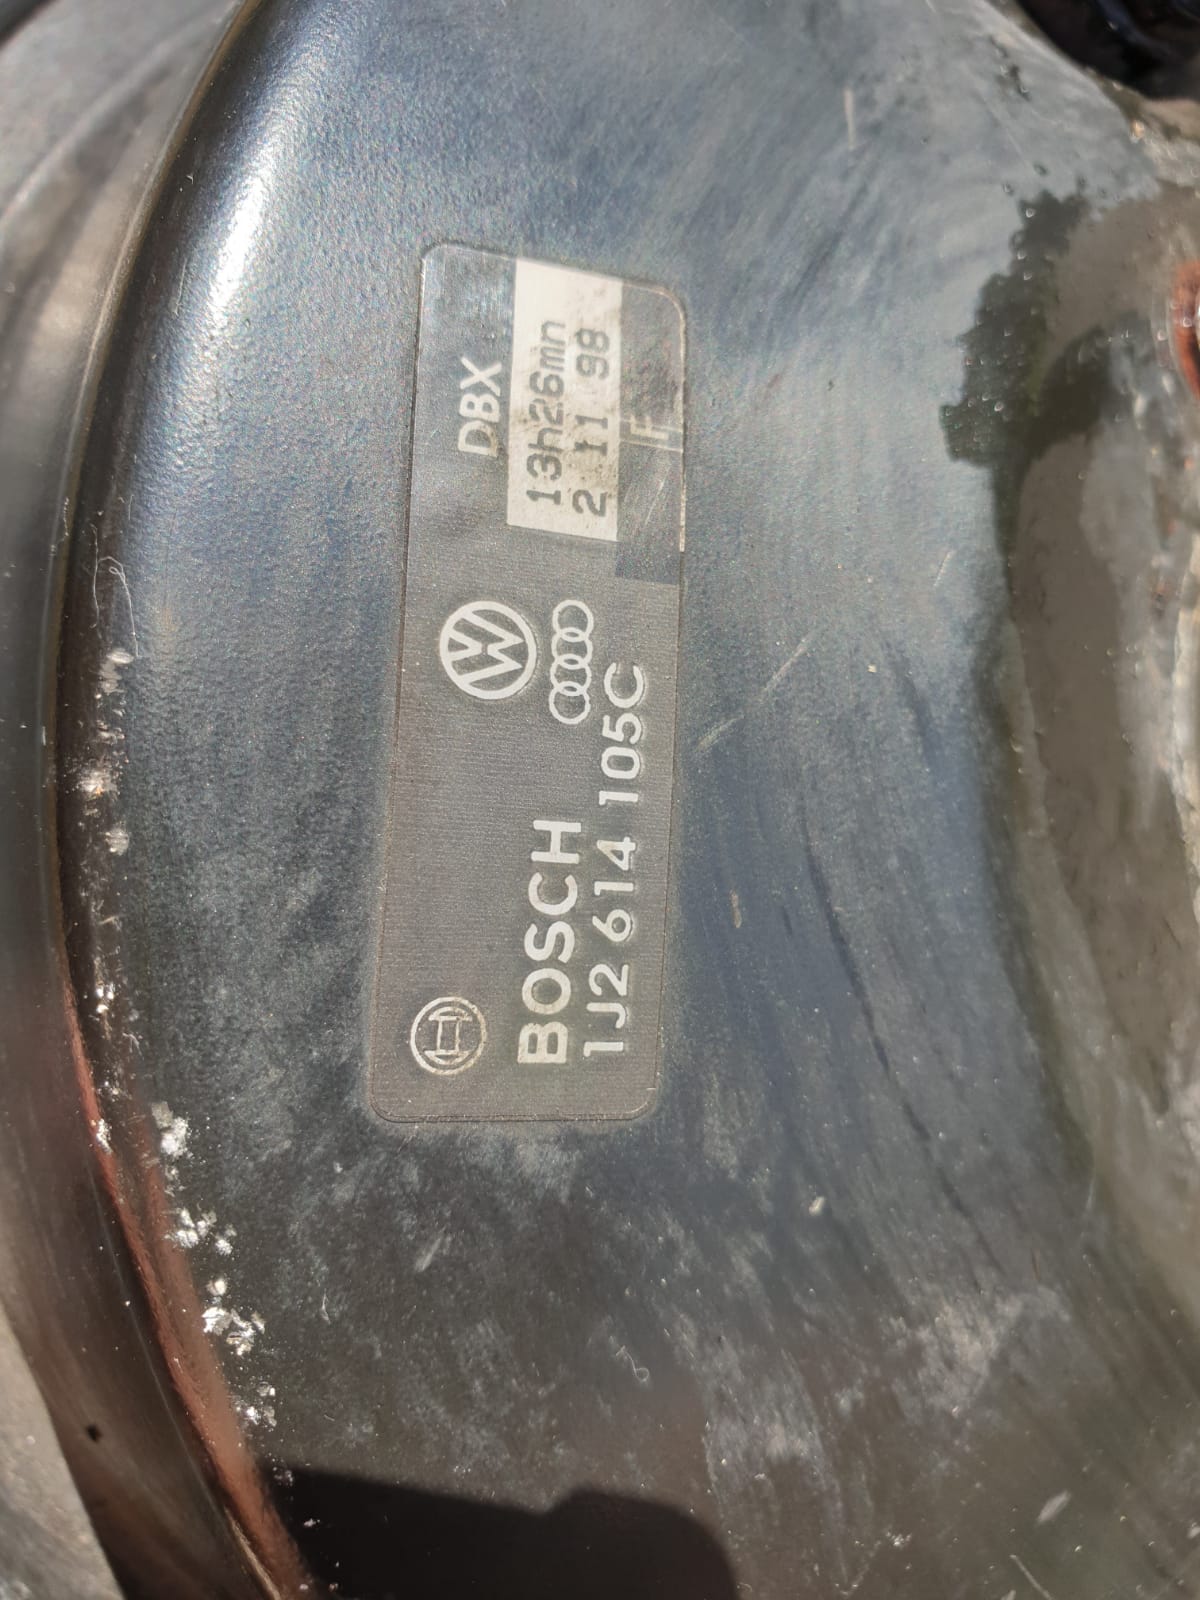 DBX
13h26mn
2 11 98
F
BOSCH
1J2 614 105C